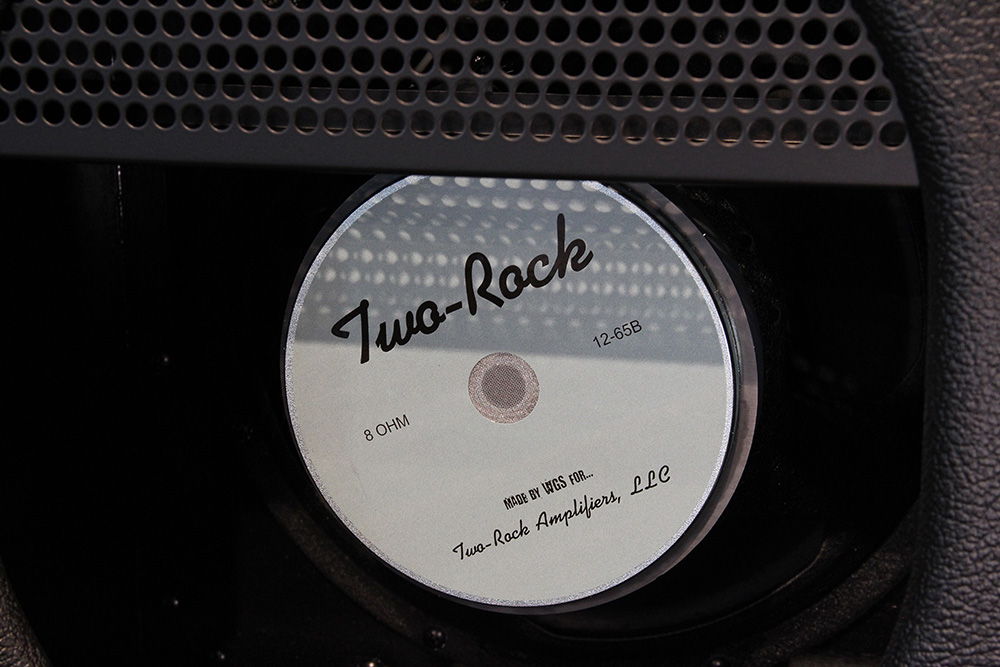 Two-Rock
12-65B
8 OHM
MADE BY WGS FOR...
Two-Rock Amplifiers, LLC